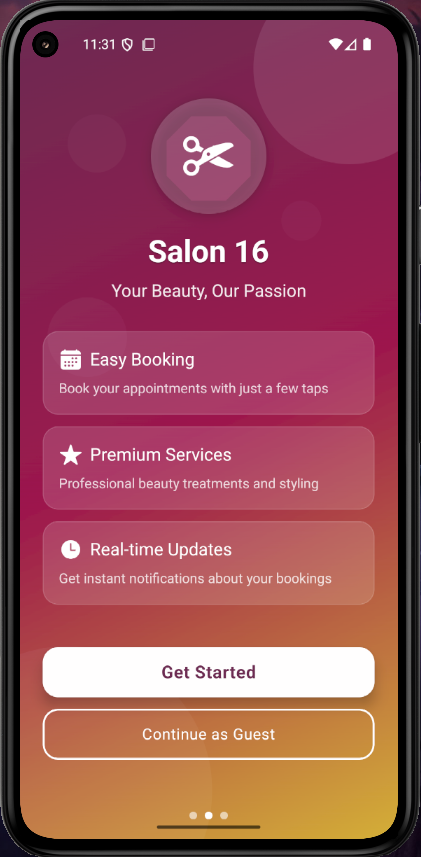 11:31
Salon 16
Your Beauty, Our Passion
Easy Booking
Book your appointments with just a few taps
Premium Services
Professional beauty treatments and styling
Real-time Updates
Get instant notifications about your bookings
Get Started
Continue as Guest